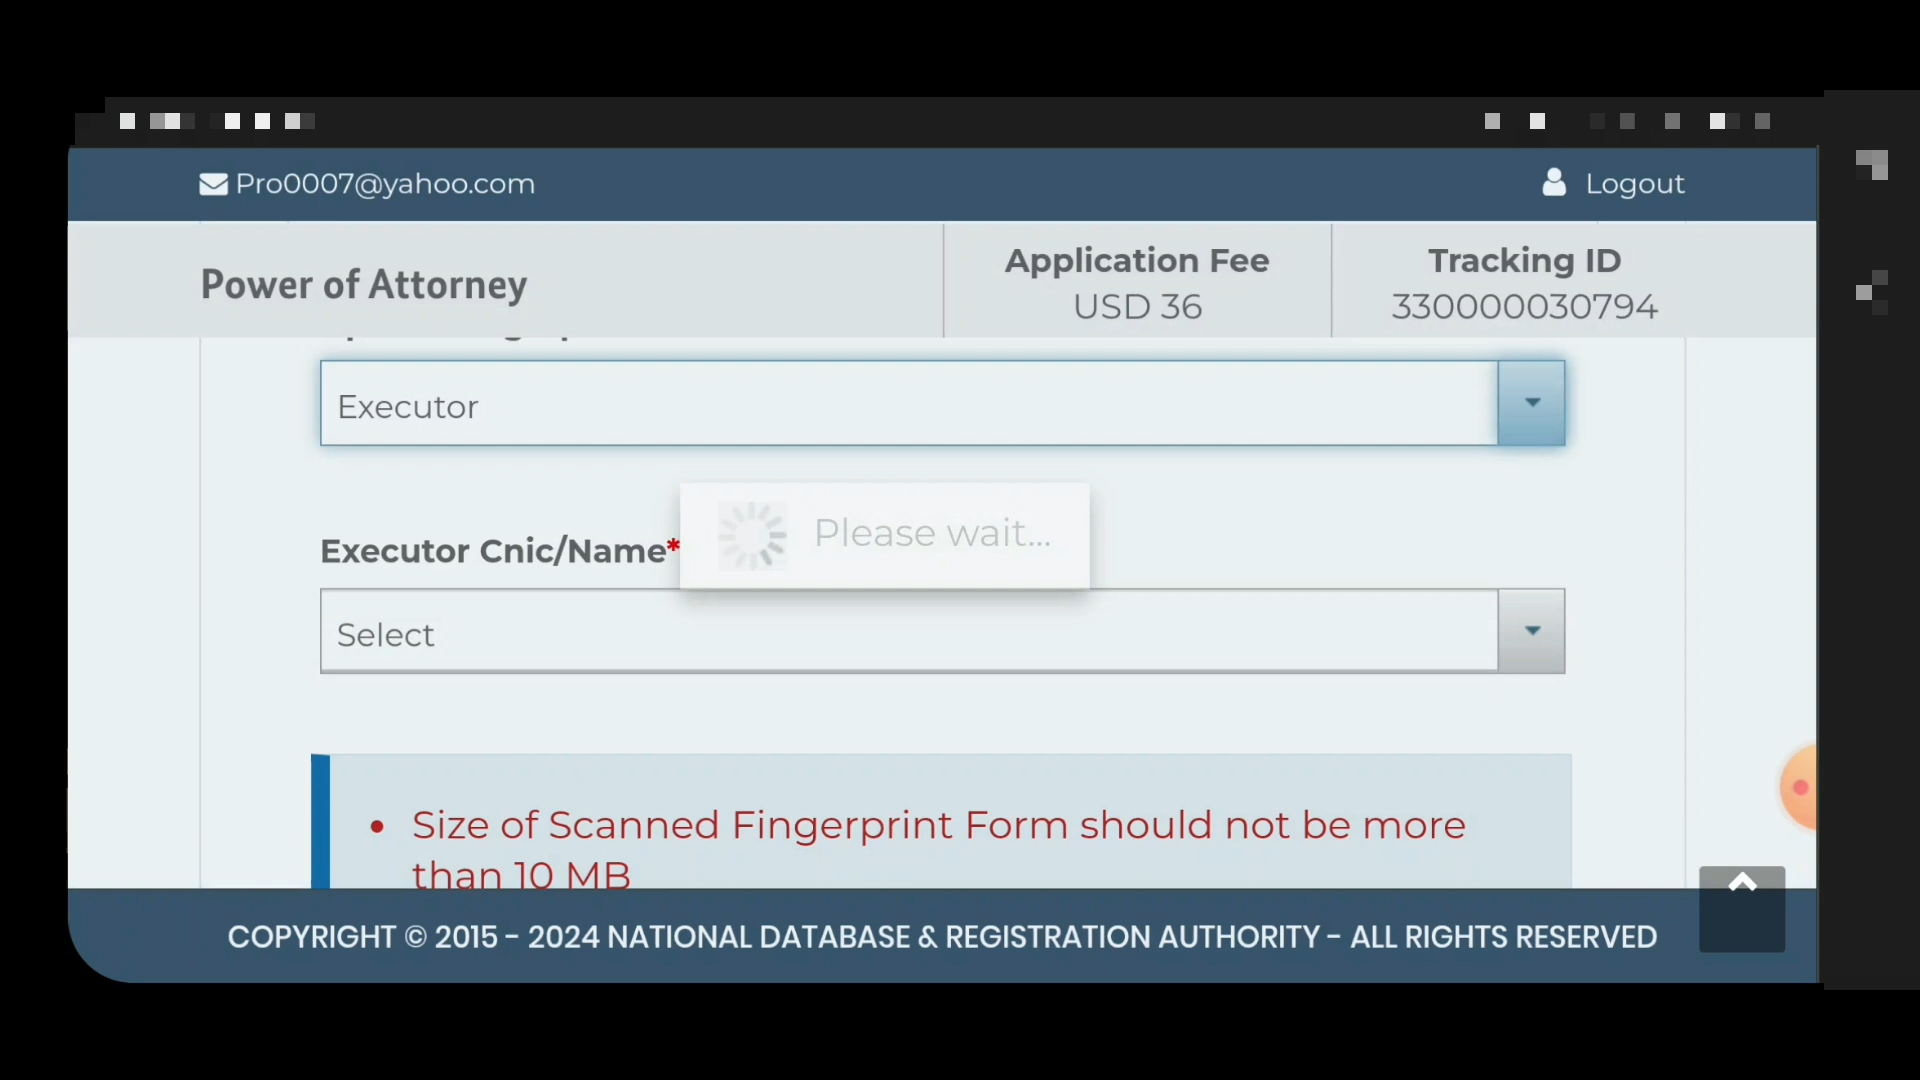 Pro0007@yahoo.com
Logout
Power of Attorney
Application Fee
USD 36
Tracking ID
330000030794
Executor
Please wait...
Executor Cnic/Name*
Select
• Size of Scanned Fingerprint Form should not be more
than 10 MB
COPYRIGHT © 2015 - 2024 NATIONAL DATABASE & REGISTRATION AUTHORITY - ALL RIGHTS RESERVED